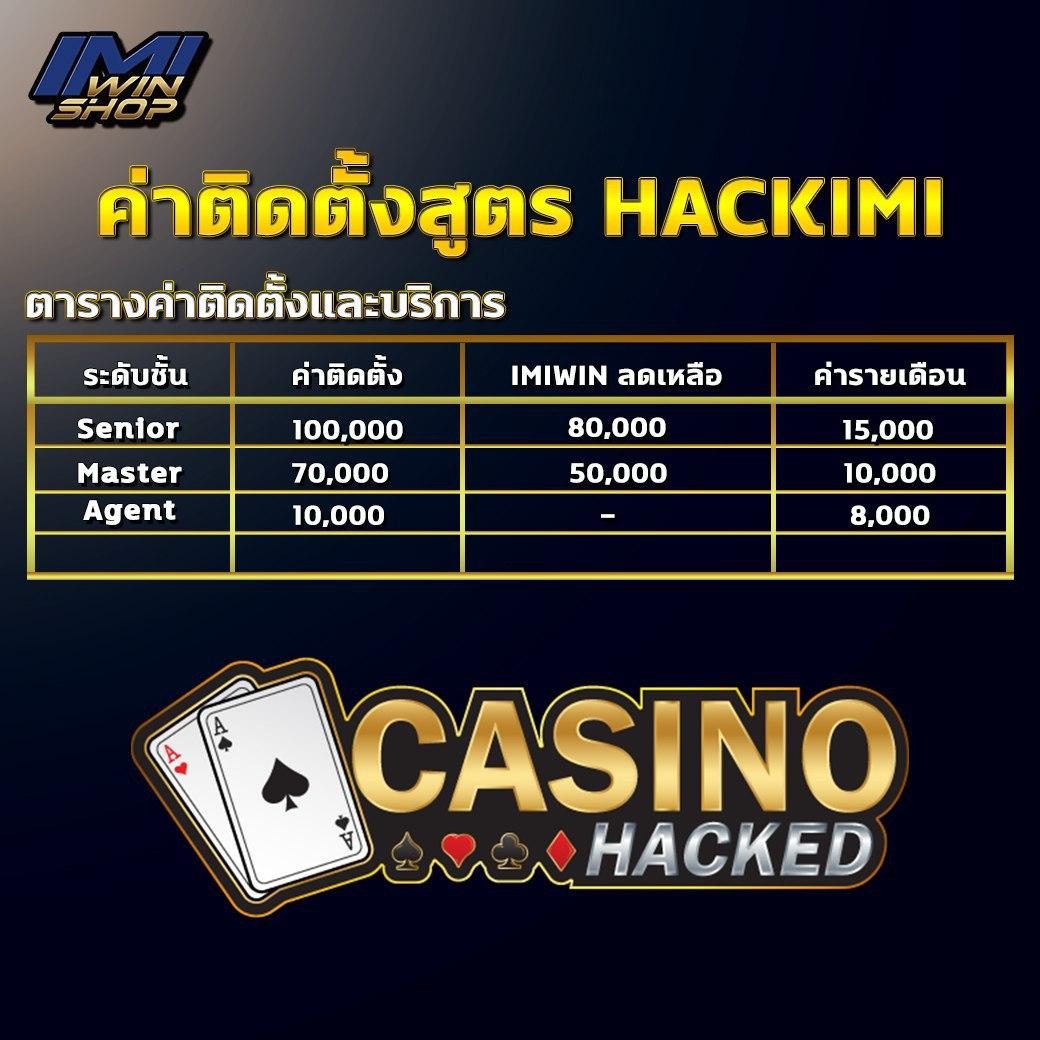 IMI
WIN
SHOP
ค่าติดตั้งสูตร HACKIMI
ตารางค่าติดตั้งและบริการ
ระดับชั้น ค่าติดตั้ง IMIWIN ลดเหลือ ค่ารายเดือน
Senior 100,000 80,000 15,000
Master 70,000 50,000 10,000
Agent 10,000 – 8,000
A A A
CASINO
HACKED